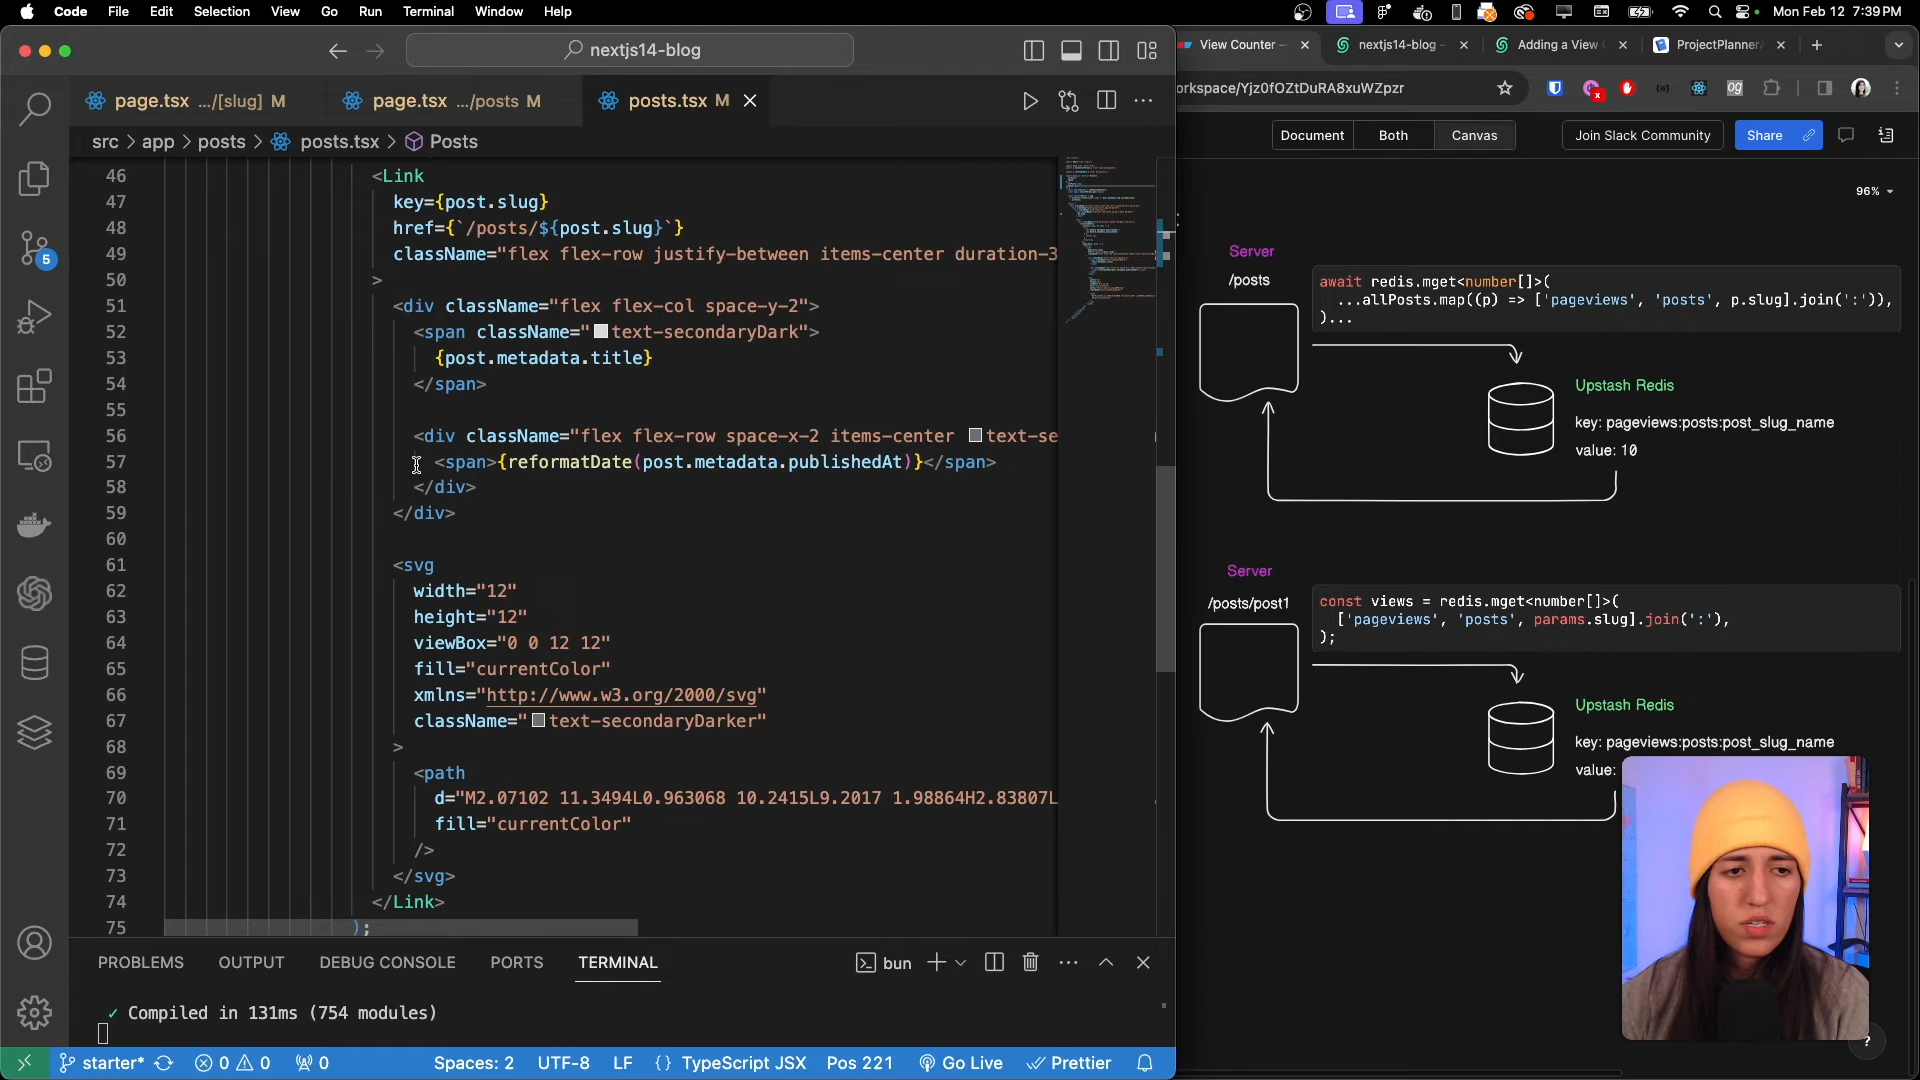 Code File Edit Selection View Go Run Terminal Window Help
Mon Feb 12 7:39 PM
nextjs14-blog
View Counter –
nextjs14-blog –
Adding a View
ProjectPlanner
orkspace/Yjz0fOZtDuRA8xuWZpzr
page.tsx .../[slug] M
page.tsx .../posts M
posts.tsx M
src > app > posts > posts.tsx > Posts
Document
Both
Canvas
Join Slack Community
Share
96%
46 <Link
47 key={post.slug}
48 href={`/posts/${post.slug}`}
49 className="flex flex-row justify-between items-center duration-3
50 >
51 <div className="flex flex-col space-y-2">
52 <span className="text-secondaryDark">
53 {post.metadata.title}
54 </span>
55
56 <div className="flex flex-row space-x-2 items-center text-se
57 <span>{reformatDate(post.metadata.publishedAt)}</span>
58 </div>
59 </div>
60
61 <svg
62 width="12"
63 height="12"
64 viewBox="0 0 12 12"
65 fill="currentColor"
66 xmlns="http://www.w3.org/2000/svg"
67 className="text-secondaryDarker"
68 >
69 <path
70 d="M2.07102 11.3494L0.963068 10.2415L9.2017 1.98864H2.83807L
71 fill="currentColor"
72 />
73 </svg>
74 </Link>
75 );
5
Server
/posts
await redis.mget<number[]>(
...allPosts.map((p) => ['pageviews', 'posts', p.slug].join(':')),
)...
Upstash Redis
key: pageviews:posts:post_slug_name
value: 10
Server
/posts/post1
const views = redis.mget<number[]>(
['pageviews', 'posts', params.slug].join(':'),
);
Upstash Redis
key: pageviews:posts:post_slug_name
value:
?
PROBLEMS OUTPUT DEBUG CONSOLE PORTS TERMINAL
bun
✓ Compiled in 131ms (754 modules)
starter* 0 0 0
Spaces: 2 UTF-8 LF {} TypeScript JSX Pos 221 Go Live Prettier